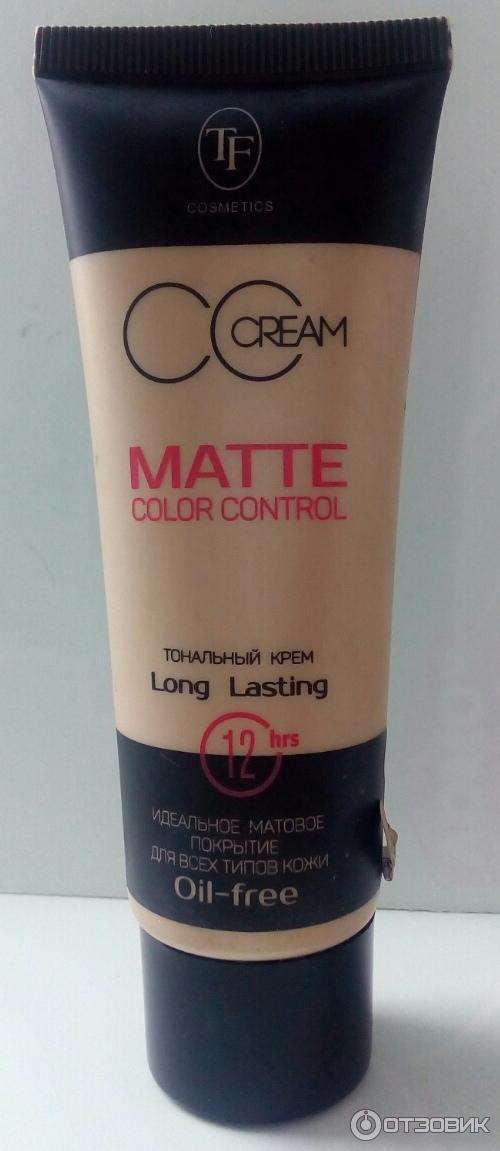 TF
COSMETICS
CC CREAM
MATTE
COLOR CONTROL
ТОНАЛЬНЫЙ КРЕМ
Long Lasting
12 hrs
ИДЕАЛЬНОЕ МАТОВОЕ
ПОКРЫТИЕ
ДЛЯ ВСЕХ ТИПОВ КОЖИ
Oil-free
ОТЗОВИК